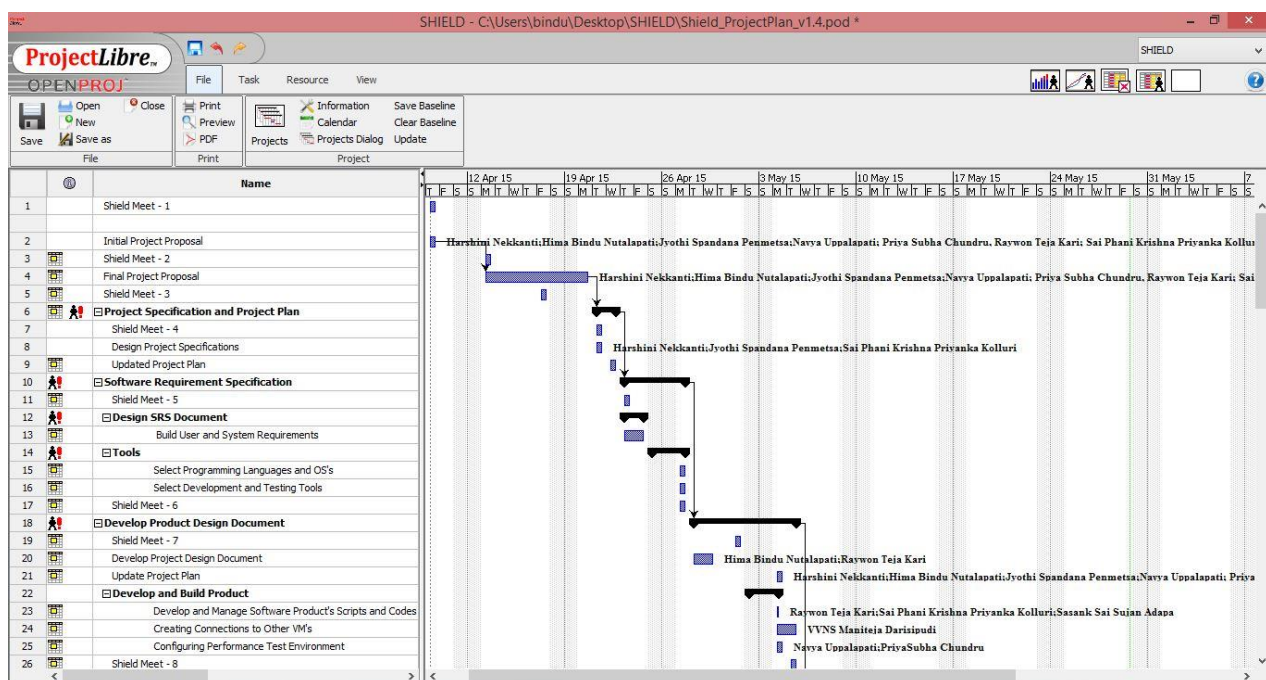 SHIELD - C:\Users\bindu\Desktop\SHIELD\Shield_ProjectPlan_v1.4.pod *
ProjectLibre
OPENPROJ
SHIELD
File Task Resource View
Save
Open
New
Save as
Close
File
Print
Preview
PDF
Print
Projects
Information
Calendar
Projects Dialog
Save Baseline
Clear Baseline
Update
Project
Name
12 Apr 15 19 Apr 15 26 Apr 15 3 May 15 10 May 15 17 May 15 24 May 15 31 May 15 7
T F S S M T W T F S S M T W T F S S M T W T F S S M T W T F S S M T W T F S S M T W T F S S M T W T F S S M T W T F S S
1 Shield Meet - 1
2 Initial Project Proposal Harshini Nekkanti;Hima Bindu Nutalapati;Jyothi Spandana Penmetsa;Navya Uppalapati; Priya Subha Chundru, Raywon Teja Kari; Sai Phani Krishna Priyanka Kollur
3 Shield Meet - 2
4 Final Project Proposal Harshini Nekkanti;Hima Bindu Nutalapati;Jyothi Spandana Penmetsa;Navya Uppalapati; Priya Subha Chundru, Raywon Teja Kari; Sai
5 Shield Meet - 3
6 Project Specification and Project Plan
7 Shield Meet - 4
8 Design Project Specifications Harshini Nekkanti;Jyothi Spandana Penmetsa;Sai Phani Krishna Priyanka Kolluri
9 Updated Project Plan
10 Software Requirement Specification
11 Shield Meet - 5
12 Design SRS Document
13 Build User and System Requirements
14 Tools
15 Select Programming Languages and OS's
16 Select Development and Testing Tools
17 Shield Meet - 6
18 Develop Product Design Document
19 Shield Meet - 7
20 Develop Project Design Document Hima Bindu Nutalapati;Raywon Teja Kari
21 Update Project Plan Harshini Nekkanti;Hima Bindu Nutalapati;Jyothi Spandana Penmetsa;Navya Uppalapati; Priya
22 Develop and Build Product
23 Develop and Manage Software Product's Scripts and Codes Raywon Teja Kari;Sai Phani Krishna Priyanka Kolluri;Sasank Sai Sujan Adapa
24 Creating Connections to Other VM's VVNS Maniteja Darisipudi
25 Configuring Performance Test Environment Navya Uppalapati;PriyaSubha Chundru
26 Shield Meet - 8